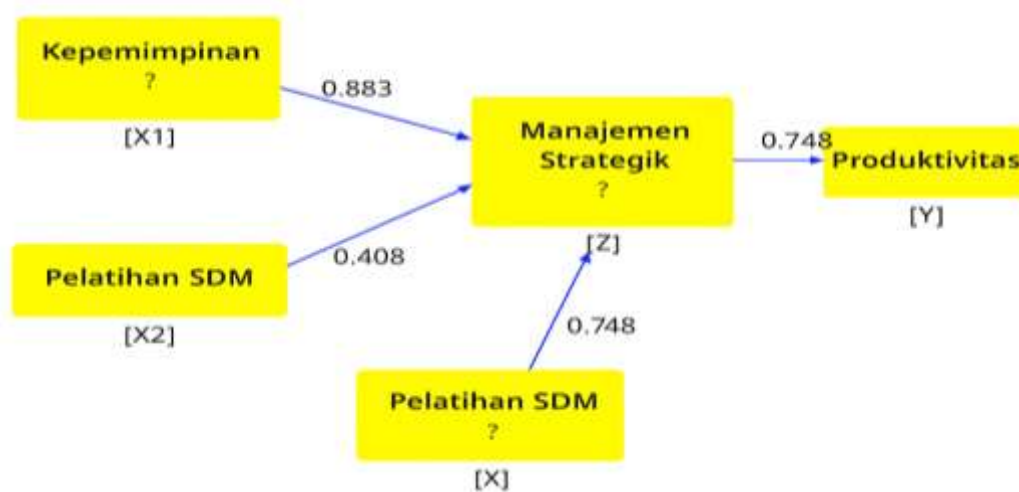 Kepemimpinan
?
[X1]
0.883
Manajemen
Strategik
?
[Z]
0.748
Produktivitas
[Y]
Pelatihan SDM
[X2]
0.408
0.748
Pelatihan SDM
?
[X]